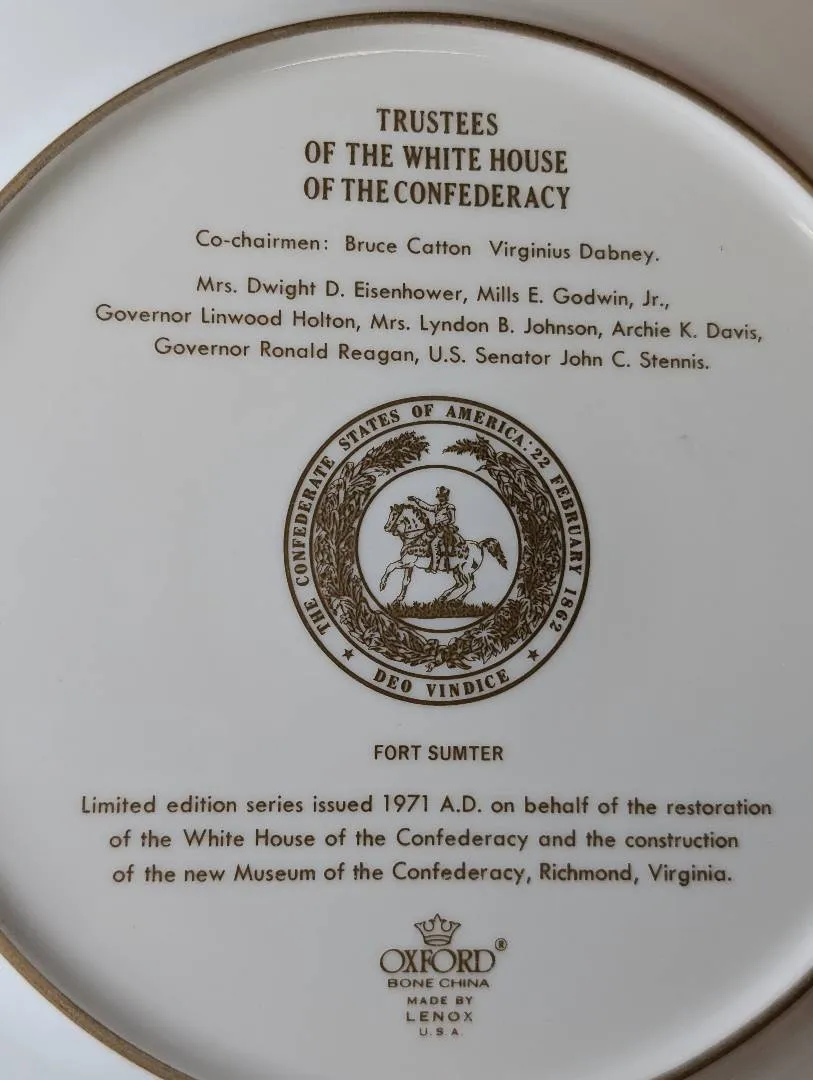 TRUSTEES
OF THE WHITE HOUSE
OF THE CONFEDERACY
Co-chairmen: Bruce Catton Virginius Dabney.
Mrs. Dwight D. Eisenhower, Mills E. Godwin, Jr.,
Governor Linwood Holton, Mrs. Lyndon B. Johnson, Archie K. Davis,
Governor Ronald Reagan, U.S. Senator John C. Stennis.
THE CONFEDERATE STATES OF AMERICA: 22 FEBRUARY 1862
DEO VINDICE
FORT SUMTER
Limited edition series issued 1971 A.D. on behalf of the restoration
of the White House of the Confederacy and the construction
of the new Museum of the Confederacy, Richmond, Virginia.
OXFORD®
BONE CHINA
MADE BY
LENOX
U.S.A.